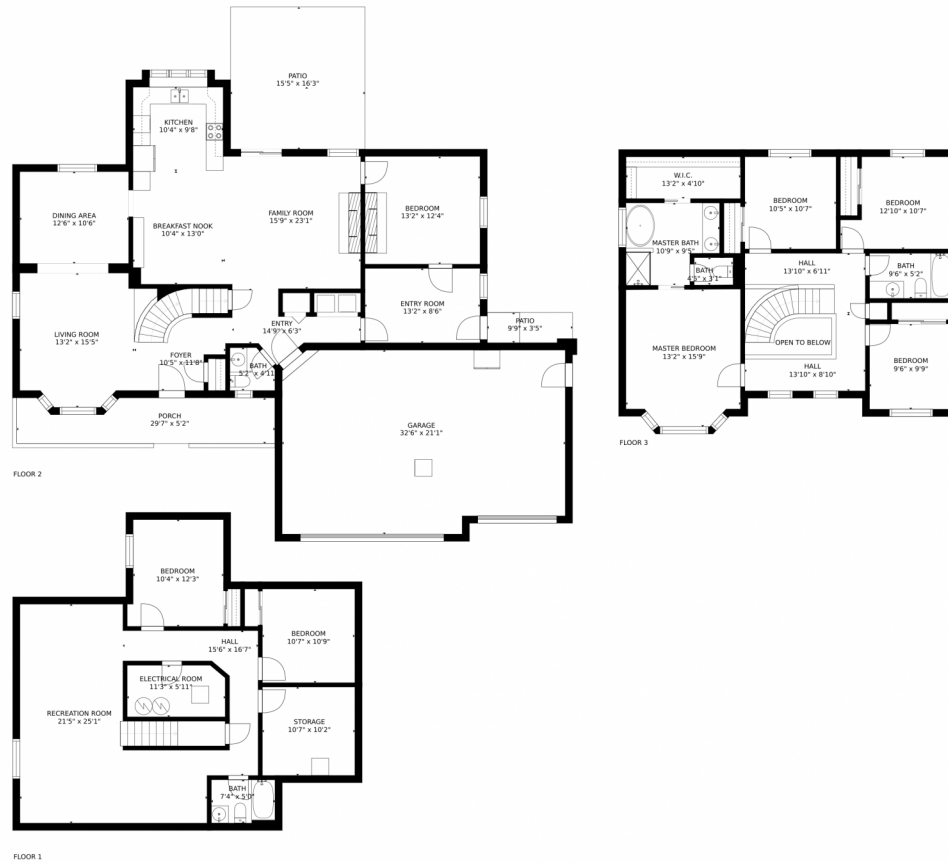 PATIO
15'5" x 16'3"
KITCHEN
10'4" x 9'8"
DINING AREA
12'6" x 10'6"
BREAKFAST NOOK
10'4" x 13'0"
FAMILY ROOM
15'9" x 23'1"
BEDROOM
13'2" x 12'4"
ENTRY ROOM
13'2" x 8'6"
PATIO
9'9" x 3'5"
ENTRY
14'9" x 6'3"
LIVING ROOM
13'2" x 15'5"
FOYER
10'5" x 11'8"
BATH
5'2" x 4'11"
PORCH
29'7" x 5'2"
GARAGE
32'6" x 21'1"
FLOOR 2
W.I.C.
13'2" x 4'10"
BEDROOM
10'5" x 10'7"
BEDROOM
12'10" x 10'7"
MASTER BATH
10'9" x 9'5"
BATH
4'5" x 3'1"
HALL
13'10" x 6'11"
BATH
9'6" x 5'2"
OPEN TO BELOW
MASTER BEDROOM
13'2" x 15'9"
HALL
13'10" x 8'10"
BEDROOM
9'6" x 9'9"
FLOOR 3
BEDROOM
10'4" x 12'3"
HALL
15'6" x 16'7"
BEDROOM
10'7" x 10'9"
ELECTRICAL ROOM
11'3" x 5'11"
RECREATION ROOM
21'5" x 25'1"
STORAGE
10'7" x 10'2"
BATH
7'4" x 5'0"
FLOOR 1